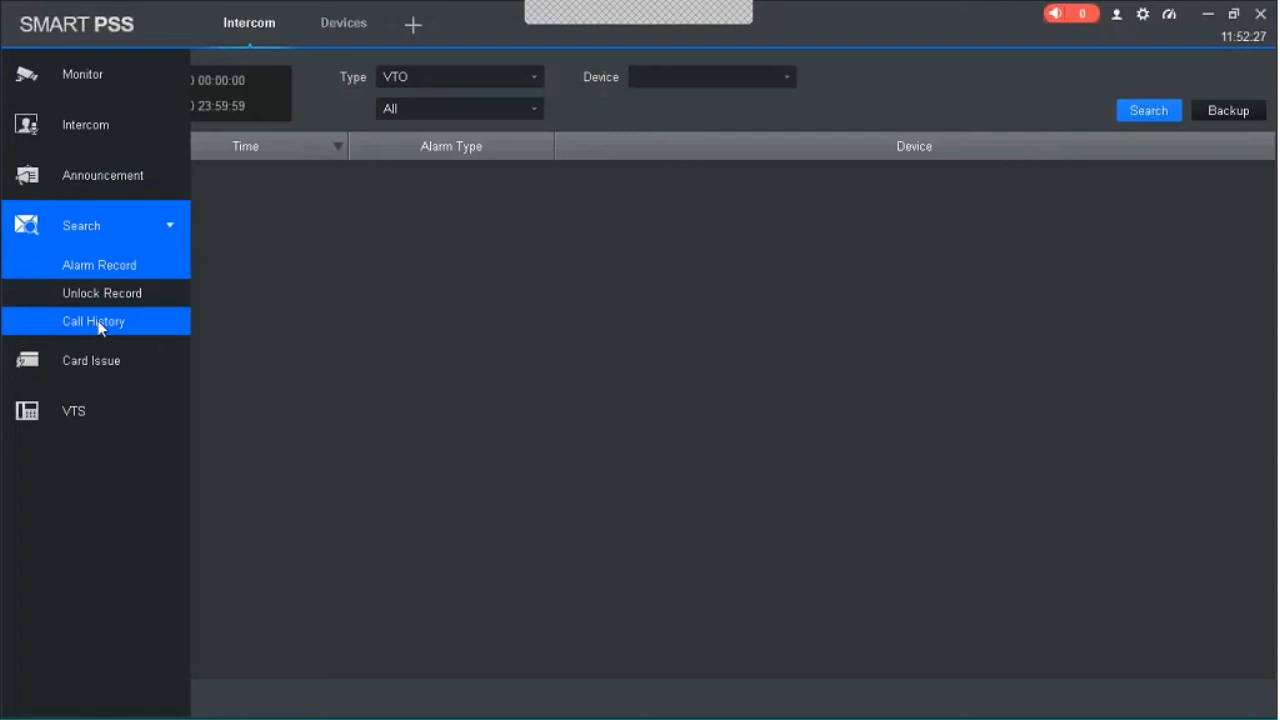 SMART PSS
Intercom
Devices
0
11:52:27
Monitor
Intercom
Announcement
Search
Alarm Record
Unlock Record
Call History
Card Issue
VTS
00:00:00
23:59:59
Type
VTO
All
Device
Search
Backup
Time
Alarm Type
Device